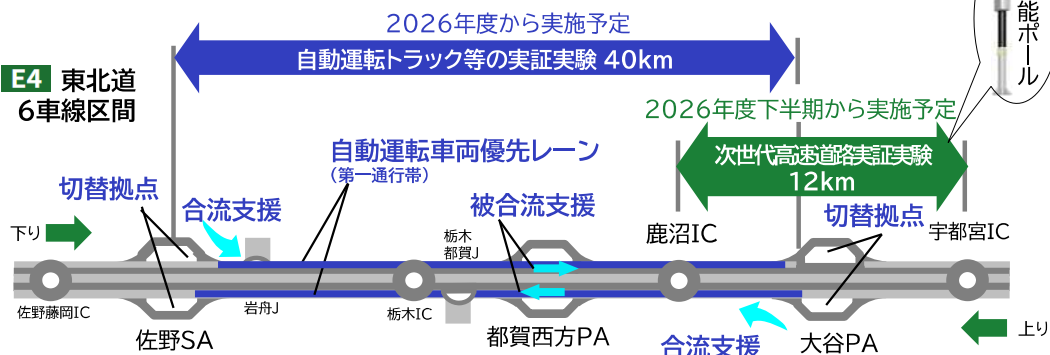 2026年度から実施予定
自動運転トラック等の実証実験 40km
能ポール
E4 東北道
6車線区間
2026年度下半期から実施予定
次世代高速道路実証実験
12km
自動運転車両優先レーン
(第一通行帯)
切替拠点
合流支援
被合流支援
切替拠点
下り
栃木
都賀J
鹿沼IC
宇都宮IC
佐野藤岡IC
岩舟J
栃木IC
佐野SA
都賀西方PA
合流支援
大谷PA
上り